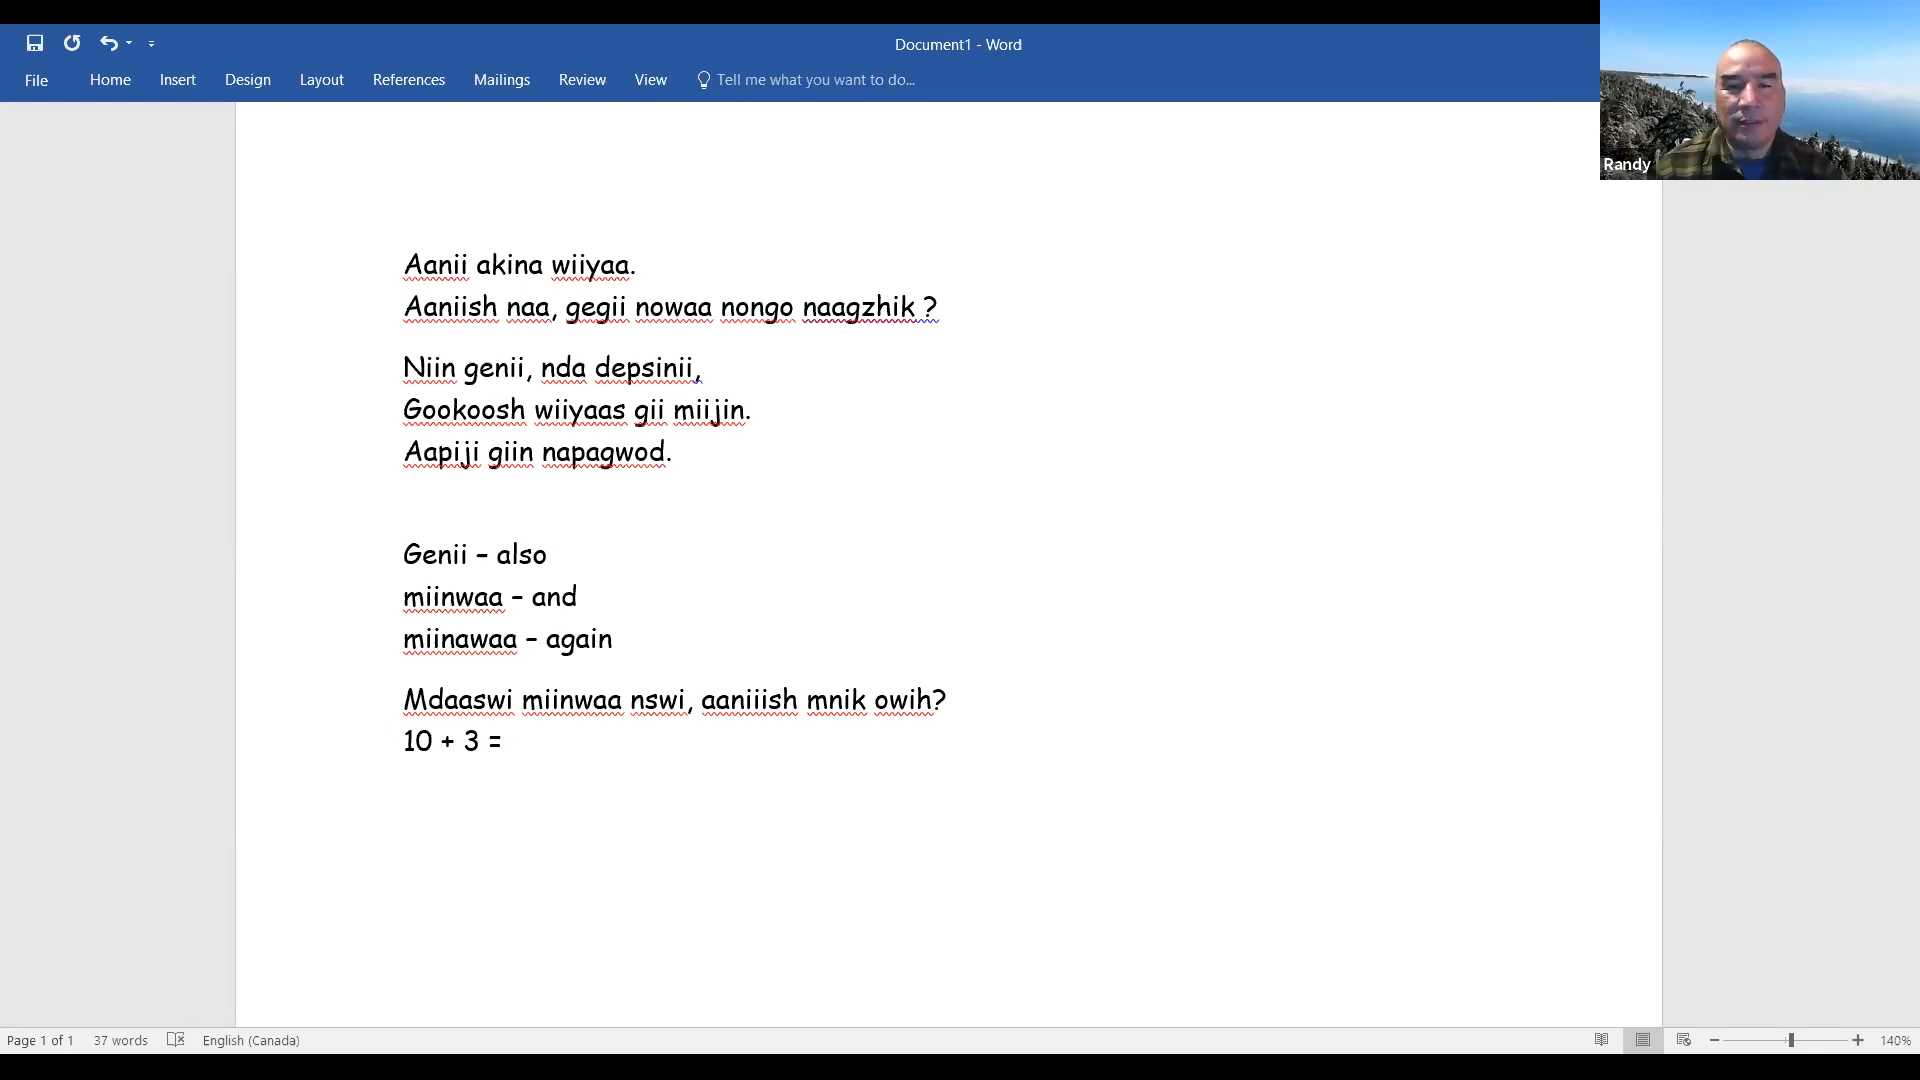 Document1 - Word
File Home Insert Design Layout References Mailings Review View Tell me what you want to do...
Randy
Aanii akina wiiyaa.
Aaniish naa, gegii nowaa nongo naagzhik ?
Niin genii, nda depsinii,
Gookoosh wiiyaas gii miijin.
Aapiji giin napagwod.
Genii – also
miinwaa – and
miinawaa – again
Mdaaswi miinwaa nswi, aaniiish mnik owih?
10 + 3 =
Page 1 of 1 37 words English (Canada) 140%